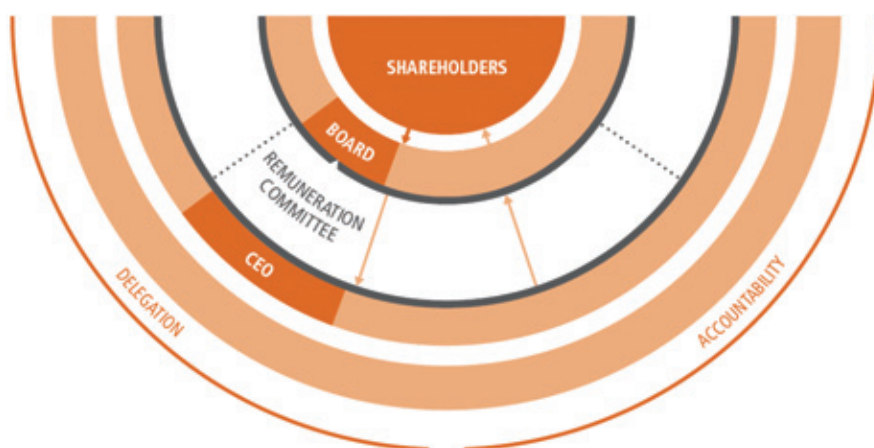 SHAREHOLDERS
BOARD
REMUNERATION
COMMITTEE
CEO
DELEGATION
ACCOUNTABILITY